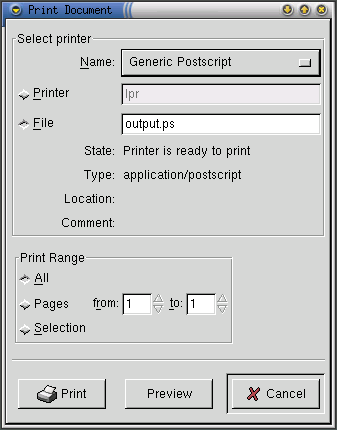 Print Document
Select printer
Name: Generic Postscript
Printer lpr
File output.ps
State: Printer is ready to print
Type: application/postscript
Location:
Comment:
Print Range
All
Pages from: 1 to: 1
Selection
Print Preview Cancel